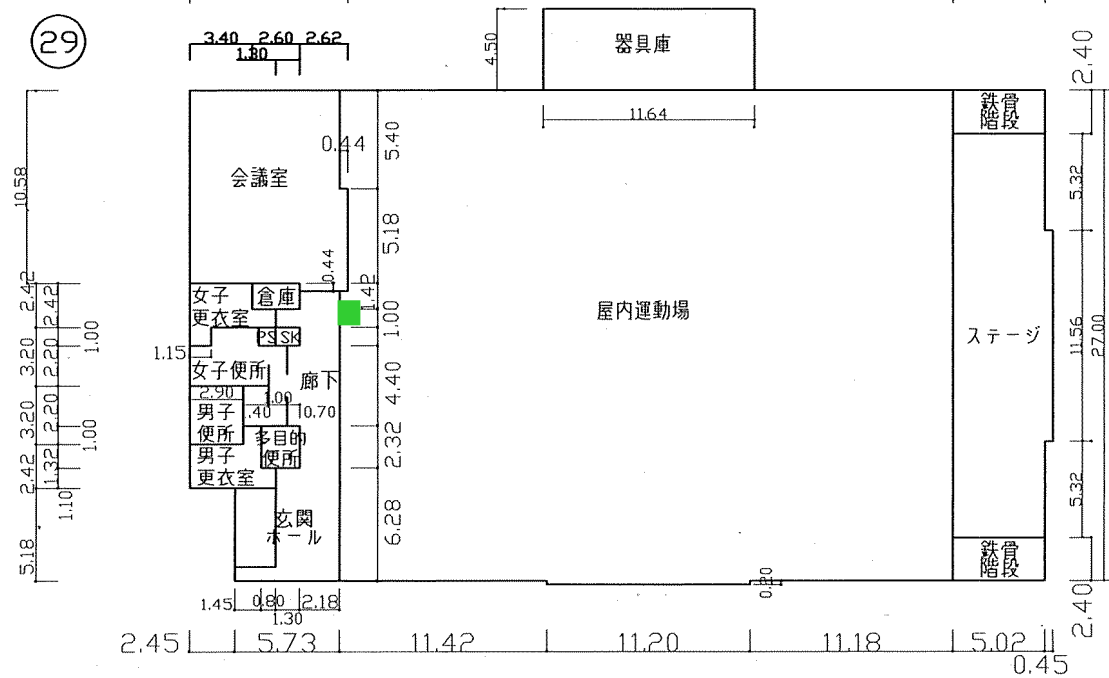 29
3.40 2.60 2.62
1.30
4.50
器具庫
2.40
11.64
鉄骨
階段
0.44
5.40
10.58
会議室
5.32
5.18
0.44
2.42
2.42
女子
更衣室
倉庫
1.42
1.00
1.00
PS SK
屋内運動場
ステージ
11.56
27.00
3.20
2.20
1.15
女子便所
廊下
4.40
2.90
1.00
.40
0.70
3.20
2.20
1.00
男子
便所
多目的
便所
2.32
2.42
1.32
男子
更衣室
1.10
5.32
玄関
ホール
6.28
5.18
鉄骨
階段
0.20
1.45 0.80 2.18
1.30
2.40
2.45 5.73 11.42 11.20 11.18 5.02
0.45